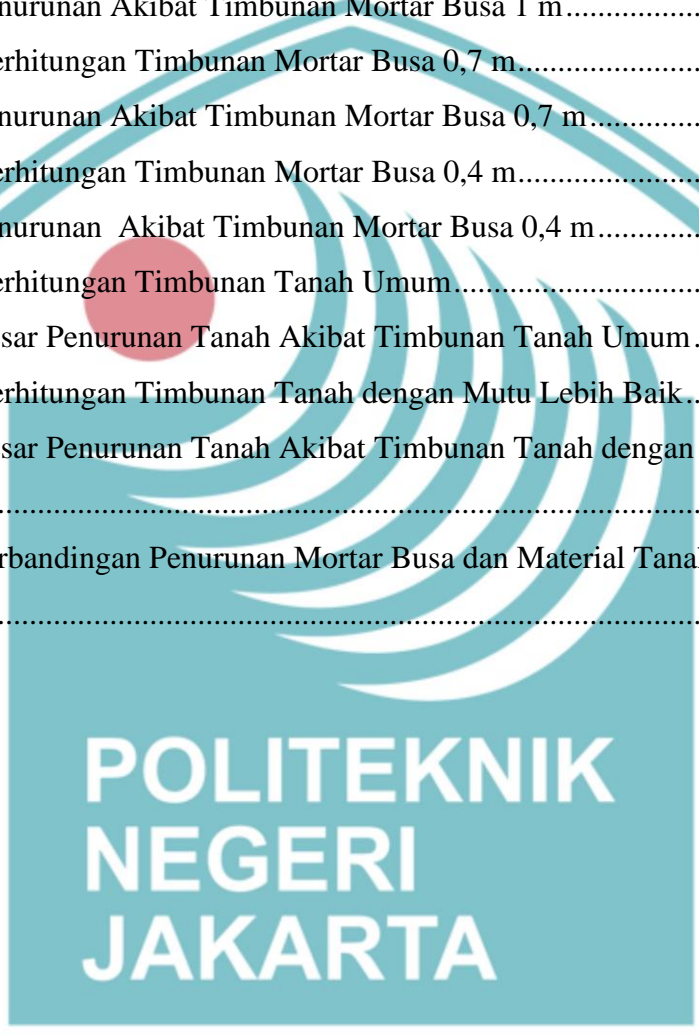 nurunan Akibat Timbunan Mortar Busa 1 m..................
erhitungan Timbunan Mortar Busa 0,7 m.......................
nurunan Akibat Timbunan Mortar Busa 0,7 m..............
erhitungan Timbunan Mortar Busa 0,4 m.......................
nurunan Akibat Timbunan Mortar Busa 0,4 m.............
erhitungan Timbunan Tanah Umum...............................
sar Penurunan Tanah Akibat Timbunan Tanah Umum.
erhitungan Timbunan Tanah dengan Mutu Lebih Baik..
sar Penurunan Tanah Akibat Timbunan Tanah dengan
.........................................................................................
rbandingan Penurunan Mortar Busa dan Material Tanah
.........................................................................................
POLITEKNIK
NEGERI
JAKARTA